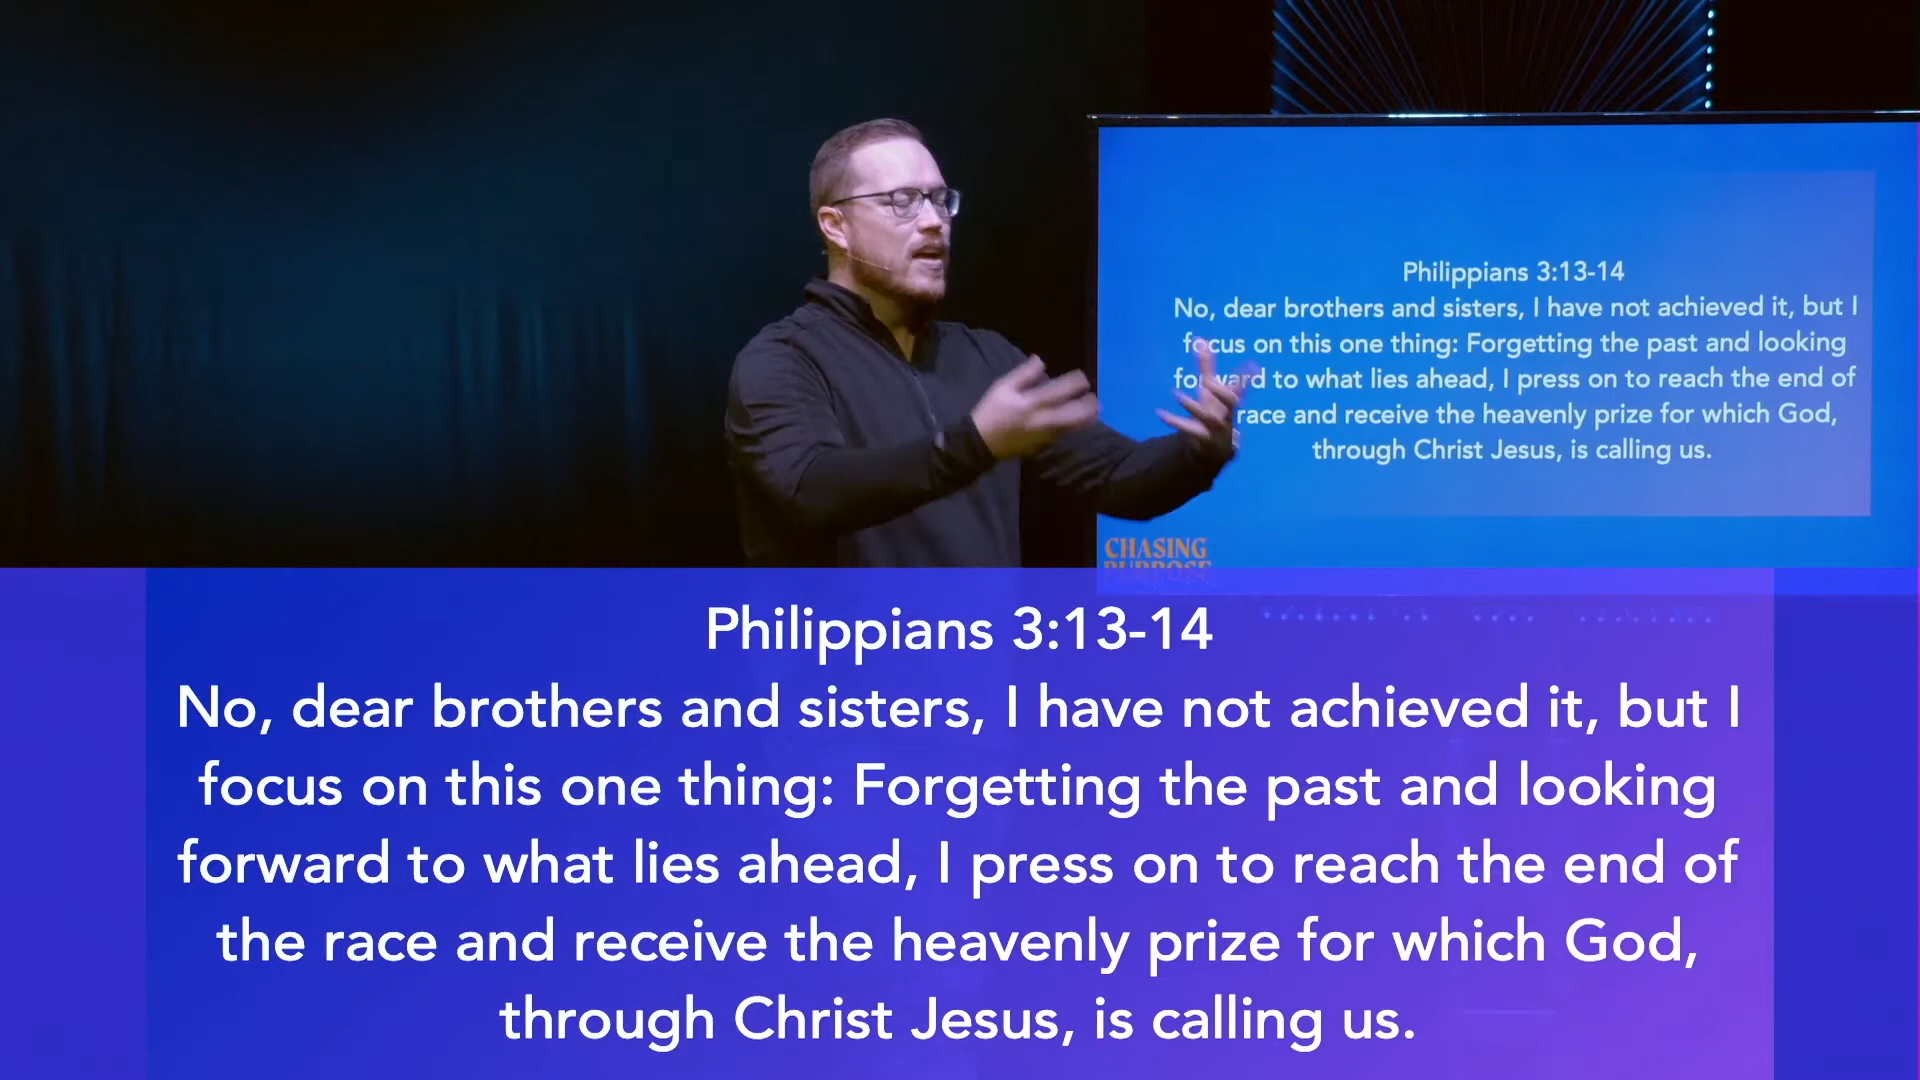 Philippians 3:13-14
No, dear brothers and sisters, I have not achieved it, but I
focus on this one thing: Forgetting the past and looking
forward to what lies ahead, I press on to reach the end of
race and receive the heavenly prize for which God,
through Christ Jesus, is calling us.
CHASING
PURPOSE
Philippians 3:13-14
No, dear brothers and sisters, I have not achieved it, but I
focus on this one thing: Forgetting the past and looking
forward to what lies ahead, I press on to reach the end of
the race and receive the heavenly prize for which God,
through Christ Jesus, is calling us.